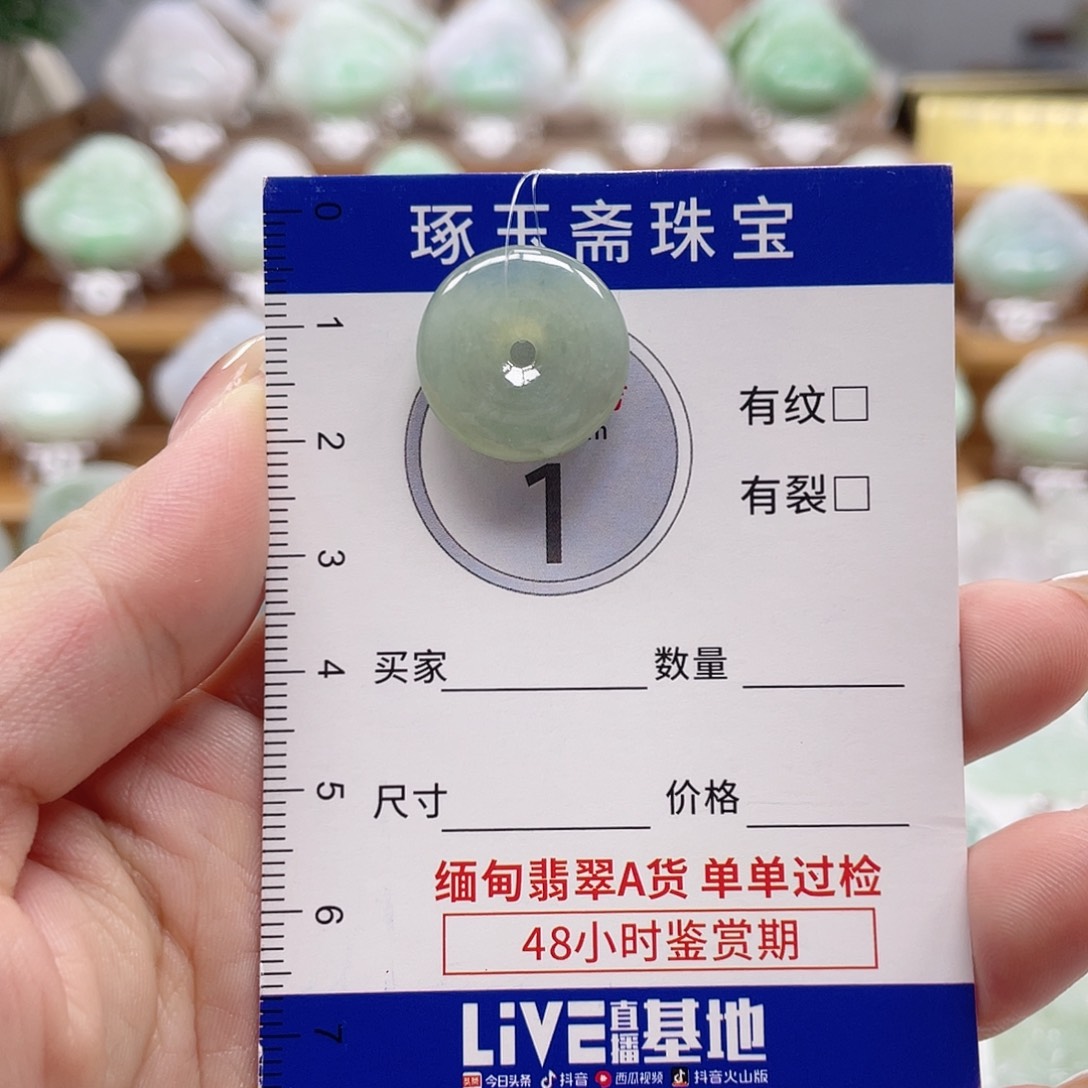 0
琢玉斋珠宝
1
有纹□
2
有裂□
1
3
4
买家 数量
5
尺寸 价格
缅甸翡翠A货 单单过检
6
48小时鉴赏期
7
LiVE直播基地
头条 今日头条 抖音 西瓜视频 抖音火山版